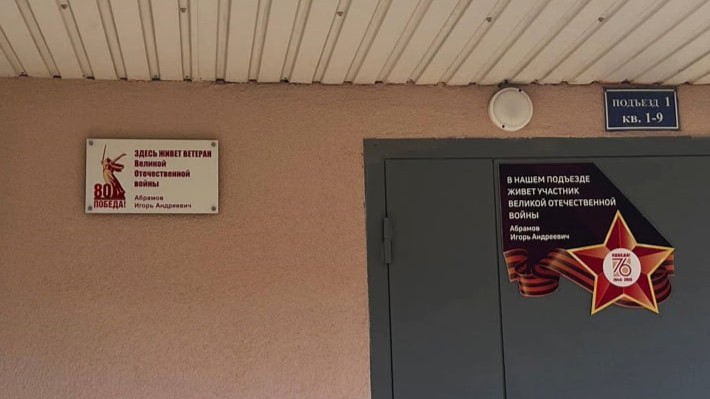 ЗДЕСЬ ЖИВЕТ ВЕТЕРАН
Великой
Отечественной
войны
Абрамов
Игорь Андреевич
80
ПОБЕДА!
ПОДЪЕЗД 1
КВ. 1-9
В НАШЕМ ПОДЪЕЗДЕ
ЖИВЕТ УЧАСТНИК
ВЕЛИКОЙ ОТЕЧЕСТВЕННОЙ
ВОЙНЫ
Абрамов
Игорь Андреевич
76